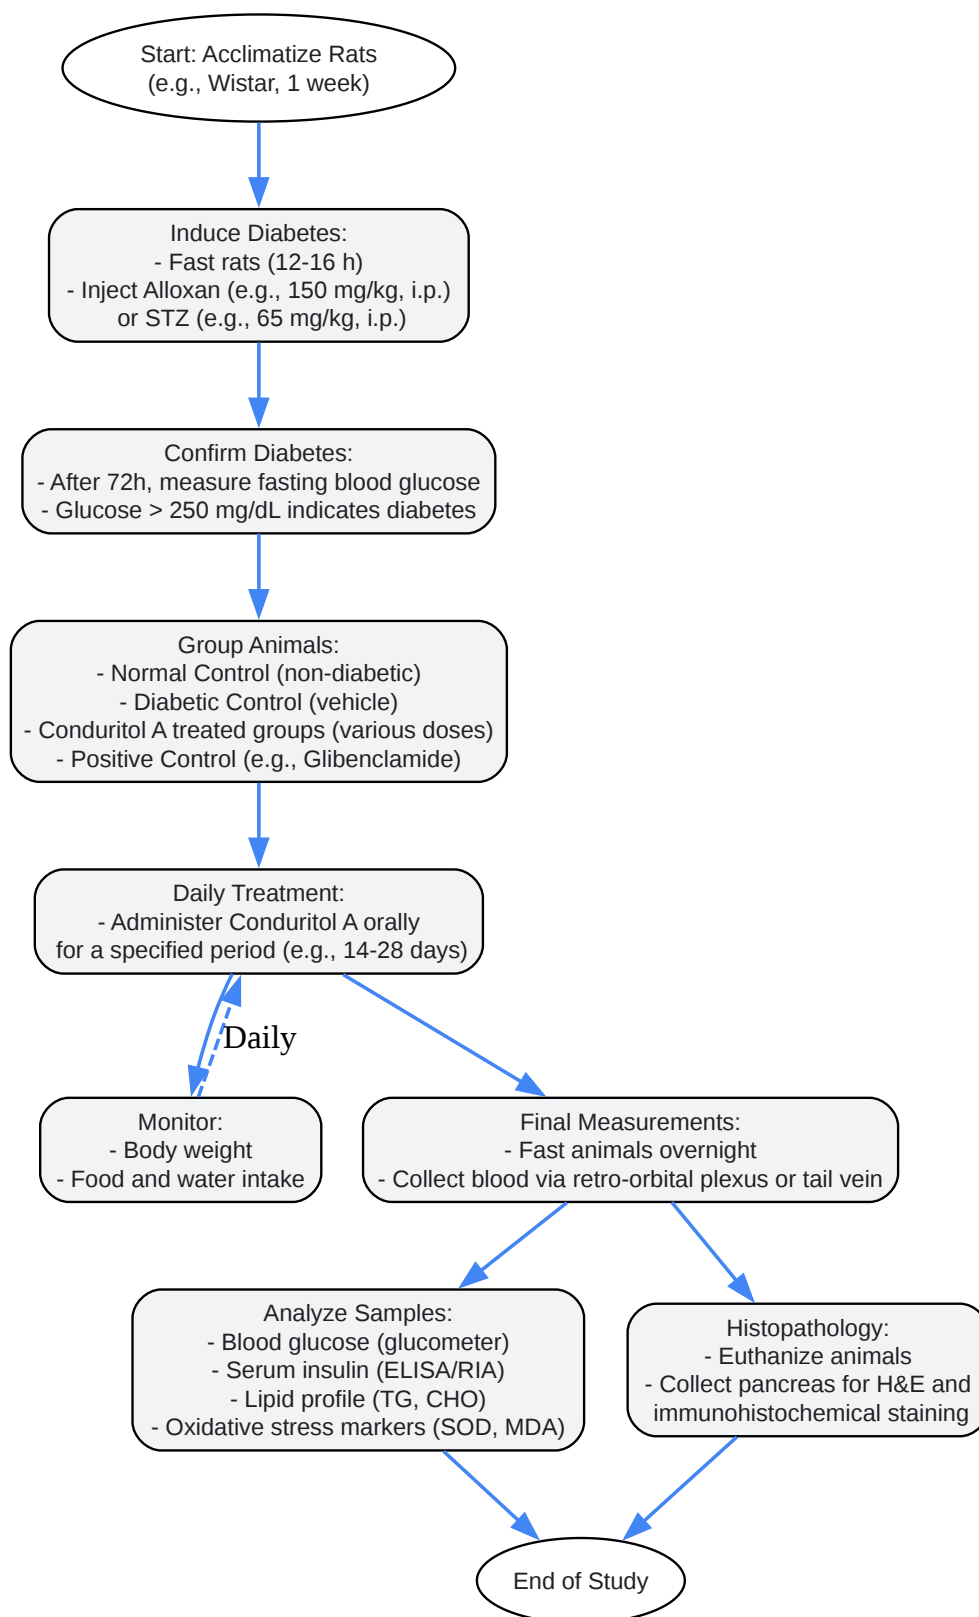 Start: Acclimatize Rats
(e.g., Wistar, 1 week)
Induce Diabetes:
- Fast rats (12-16 h)
- Inject Alloxan (e.g., 150 mg/kg, i.p.)
or STZ (e.g., 65 mg/kg, i.p.)
Confirm Diabetes:
- After 72h, measure fasting blood glucose
- Glucose > 250 mg/dL indicates diabetes
Group Animals:
- Normal Control (non-diabetic)
- Diabetic Control (vehicle)
- Conduritol A treated groups (various doses)
- Positive Control (e.g., Glibenclamide)
Daily Treatment:
- Administer Conduritol A orally
for a specified period (e.g., 14-28 days)
Daily
Monitor:
- Body weight
- Food and water intake
Final Measurements:
- Fast animals overnight
- Collect blood via retro-orbital plexus or tail vein
Analyze Samples:
- Blood glucose (glucometer)
- Serum insulin (ELISA/RIA)
- Lipid profile (TG, CHO)
- Oxidative stress markers (SOD, MDA)
Histopathology:
- Euthanize animals
- Collect pancreas for H&E and
immunohistochemical staining
End of Study